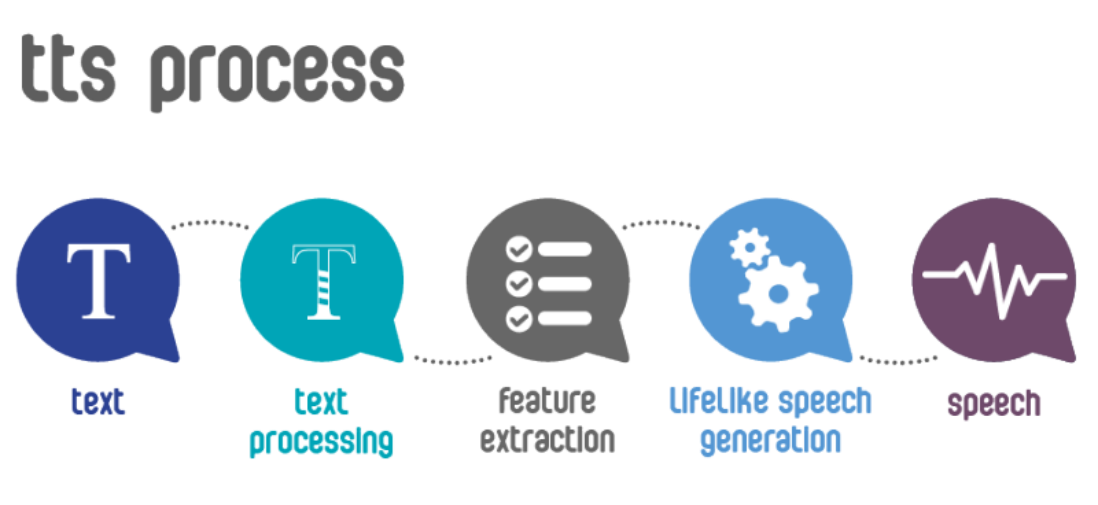 tts process
T
T
text
text
processing
feature
extraction
lifelike speech
generation
speech